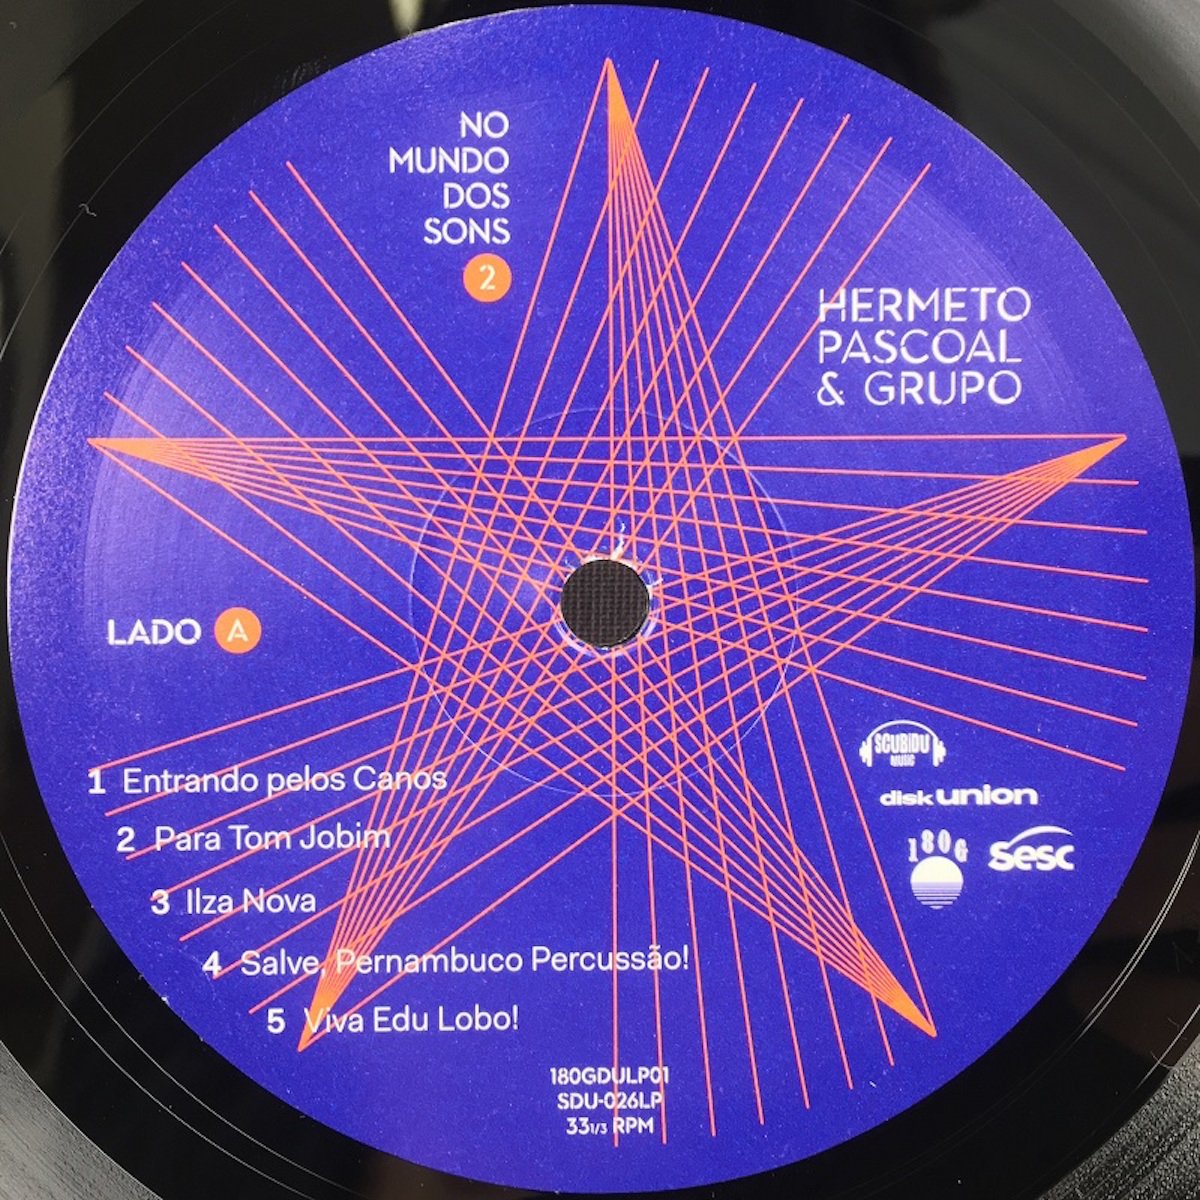 NO
MUNDO
DOS
SONS
2
HERMETO
PASCOAL
& GRUPO
LADO A
1 Entrando pelos Canos
2 Para Tom Jobim
3 Ilza Nova
4 Salve, Pernambuco Percussão!
5 Viva Edu Lobo!
SCUBIDU
MUSIC
disk union
180G
sesc
180GDULP01
SDU-026LP
33 1/3 RPM